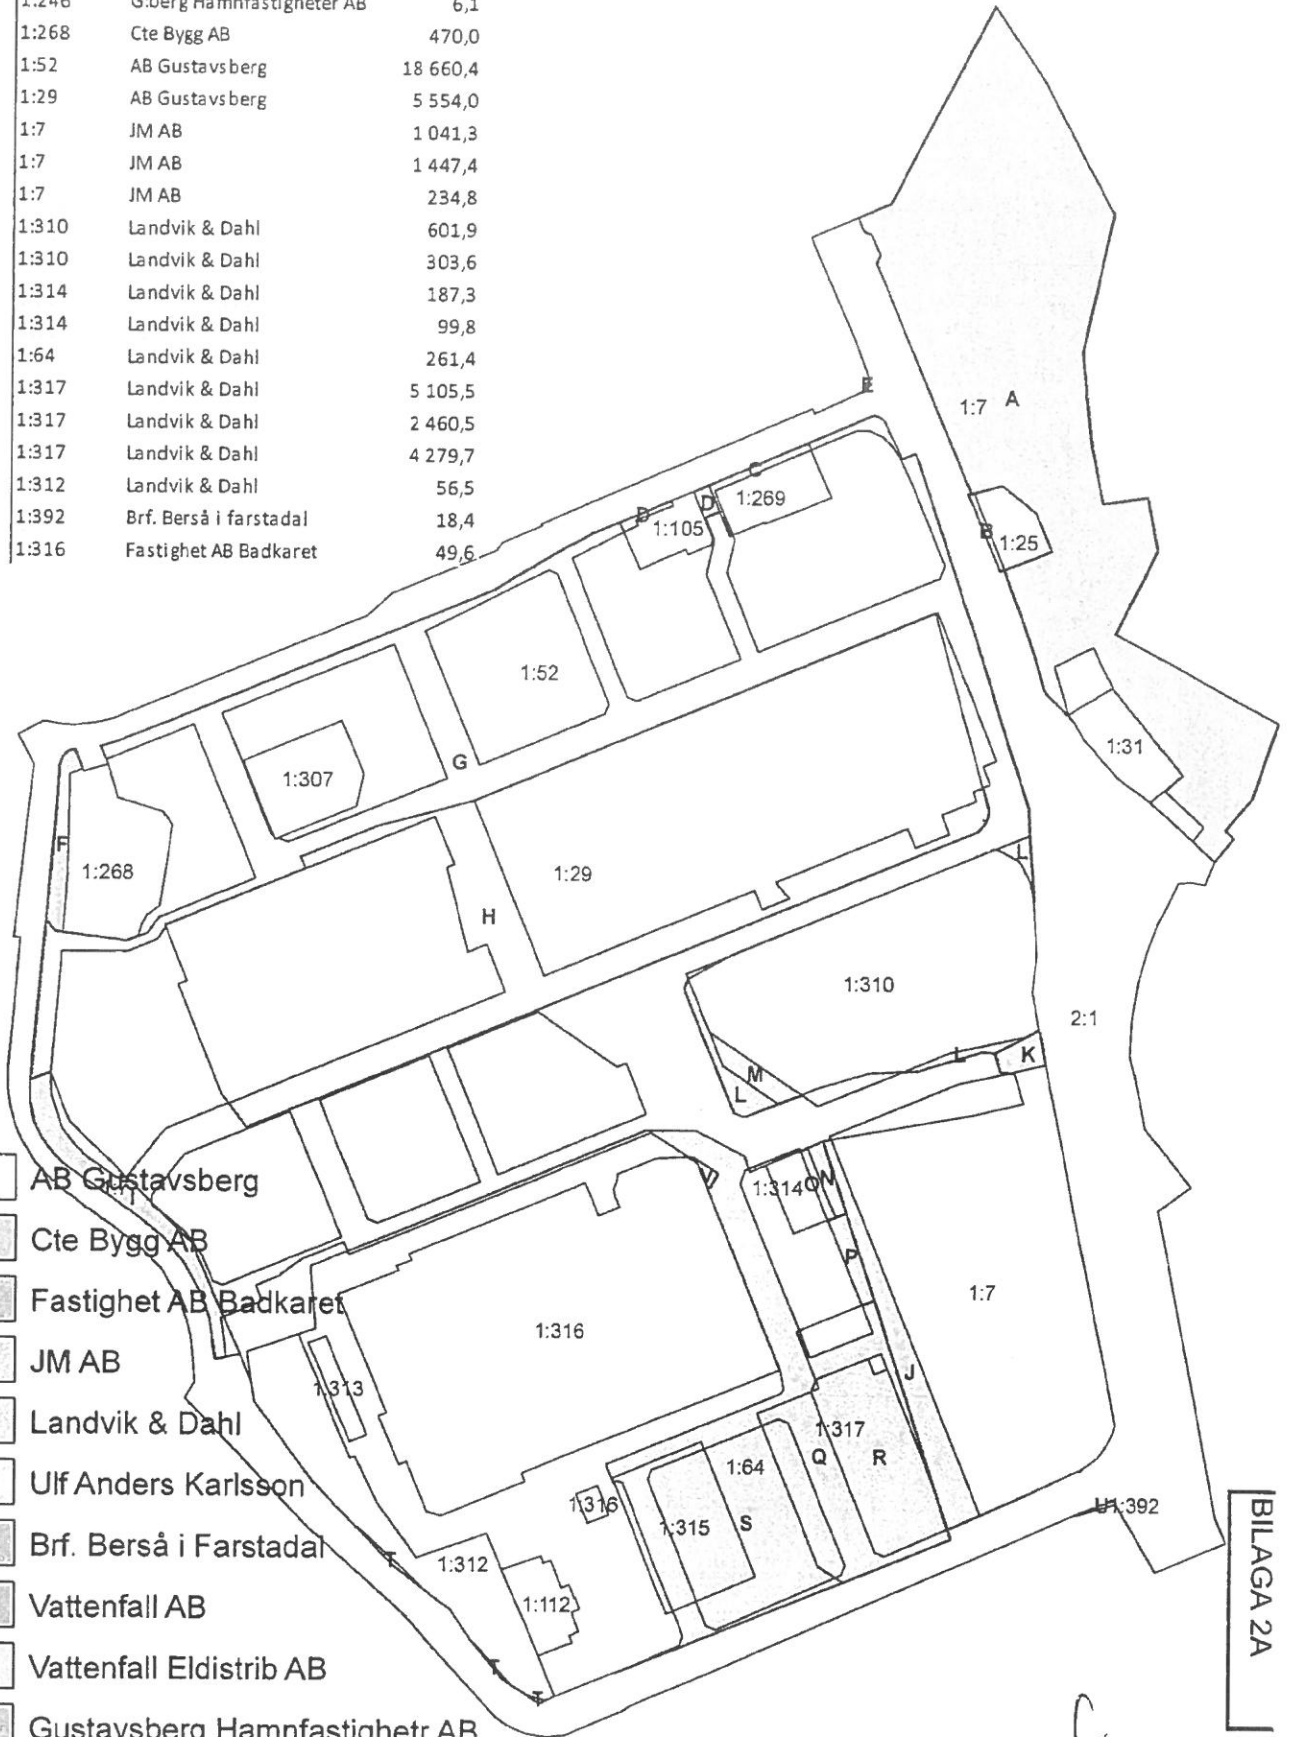 1:246 G:berg Hamnfastigheter AB 6,1
1:268 Cte Bygg AB 470,0
1:52 AB Gustavsberg 18 660,4
1:29 AB Gustavsberg 5 554,0
1:7 JM AB 1 041,3
1:7 JM AB 1 447,4
1:7 JM AB 234,8
1:310 Landvik & Dahl 601,9
1:310 Landvik & Dahl 303,6
1:314 Landvik & Dahl 187,3
1:314 Landvik & Dahl 99,8
1:64 Landvik & Dahl 261,4
1:317 Landvik & Dahl 5 105,5
1:317 Landvik & Dahl 2 460,5
1:317 Landvik & Dahl 4 279,7
1:312 Landvik & Dahl 56,5
1:392 Brf. Berså i farstadal 18,4
1:316 Fastighet AB Badkaret 49,6
E
1:7 A
C
D
D
1:269
1:105
B
1:25
1:52
1:31
G
1:307
F
1:268
1:29
L
H
1:310
2:1
L
K
M
L
AB Gustavsberg
I
V
1:314
O
N
Cte Bygg AB
P
Fastighet AB Badkaret
1:7
1:316
JM AB
1:313
J
Landvik & Dahl
1:317
Q
R
1:64
Ulf Anders Karlsson
1:316
1:315
S
U1:392
Brf. Berså i Farstadal
T
1:312
Vattenfall AB
1:112
Vattenfall Eldistrib AB
T
T
Gustavsberg Hamnfastighetr AB
BILAGA 2A